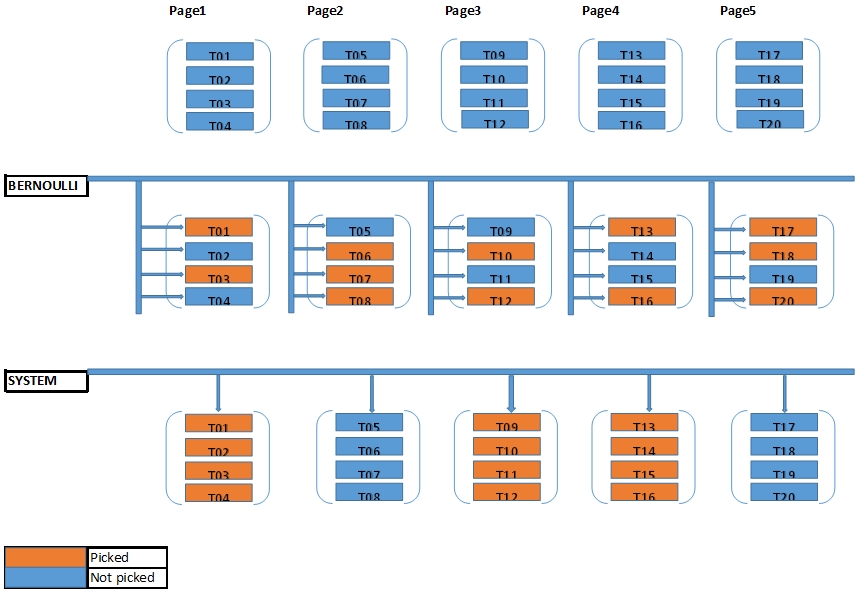 Page1 Page2 Page3 Page4 Page5
T01 T05 T09 T13 T17
T02 T06 T10 T14 T18
T03 T07 T11 T15 T19
T04 T08 T12 T16 T20
BERNOULLI
T01 T05 T09 T13 T17
T02 T06 T10 T14 T18
T03 T07 T11 T15 T19
T04 T08 T12 T16 T20
SYSTEM
T01 T05 T09 T13 T17
T02 T06 T10 T14 T18
T03 T07 T11 T15 T19
T04 T08 T12 T16 T20
Picked
Not picked